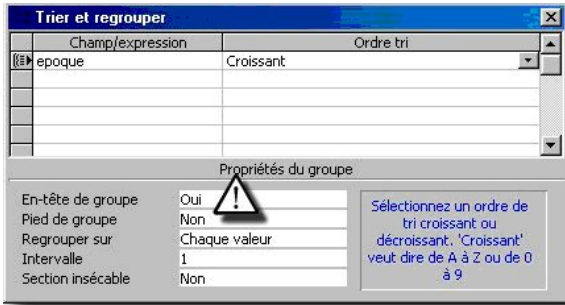 Trier et regrouper
Champ/expression Ordre tri
epoque Croissant
Propriétés du groupe
En-tête de groupe Oui
Pied de groupe Non
Regrouper sur Chaque valeur
Intervalle 1
Section insécable Non
Sélectionnez un ordre de
tri croissant ou
décroissant. 'Croissant'
veut dire de A à Z ou de 0
à 9